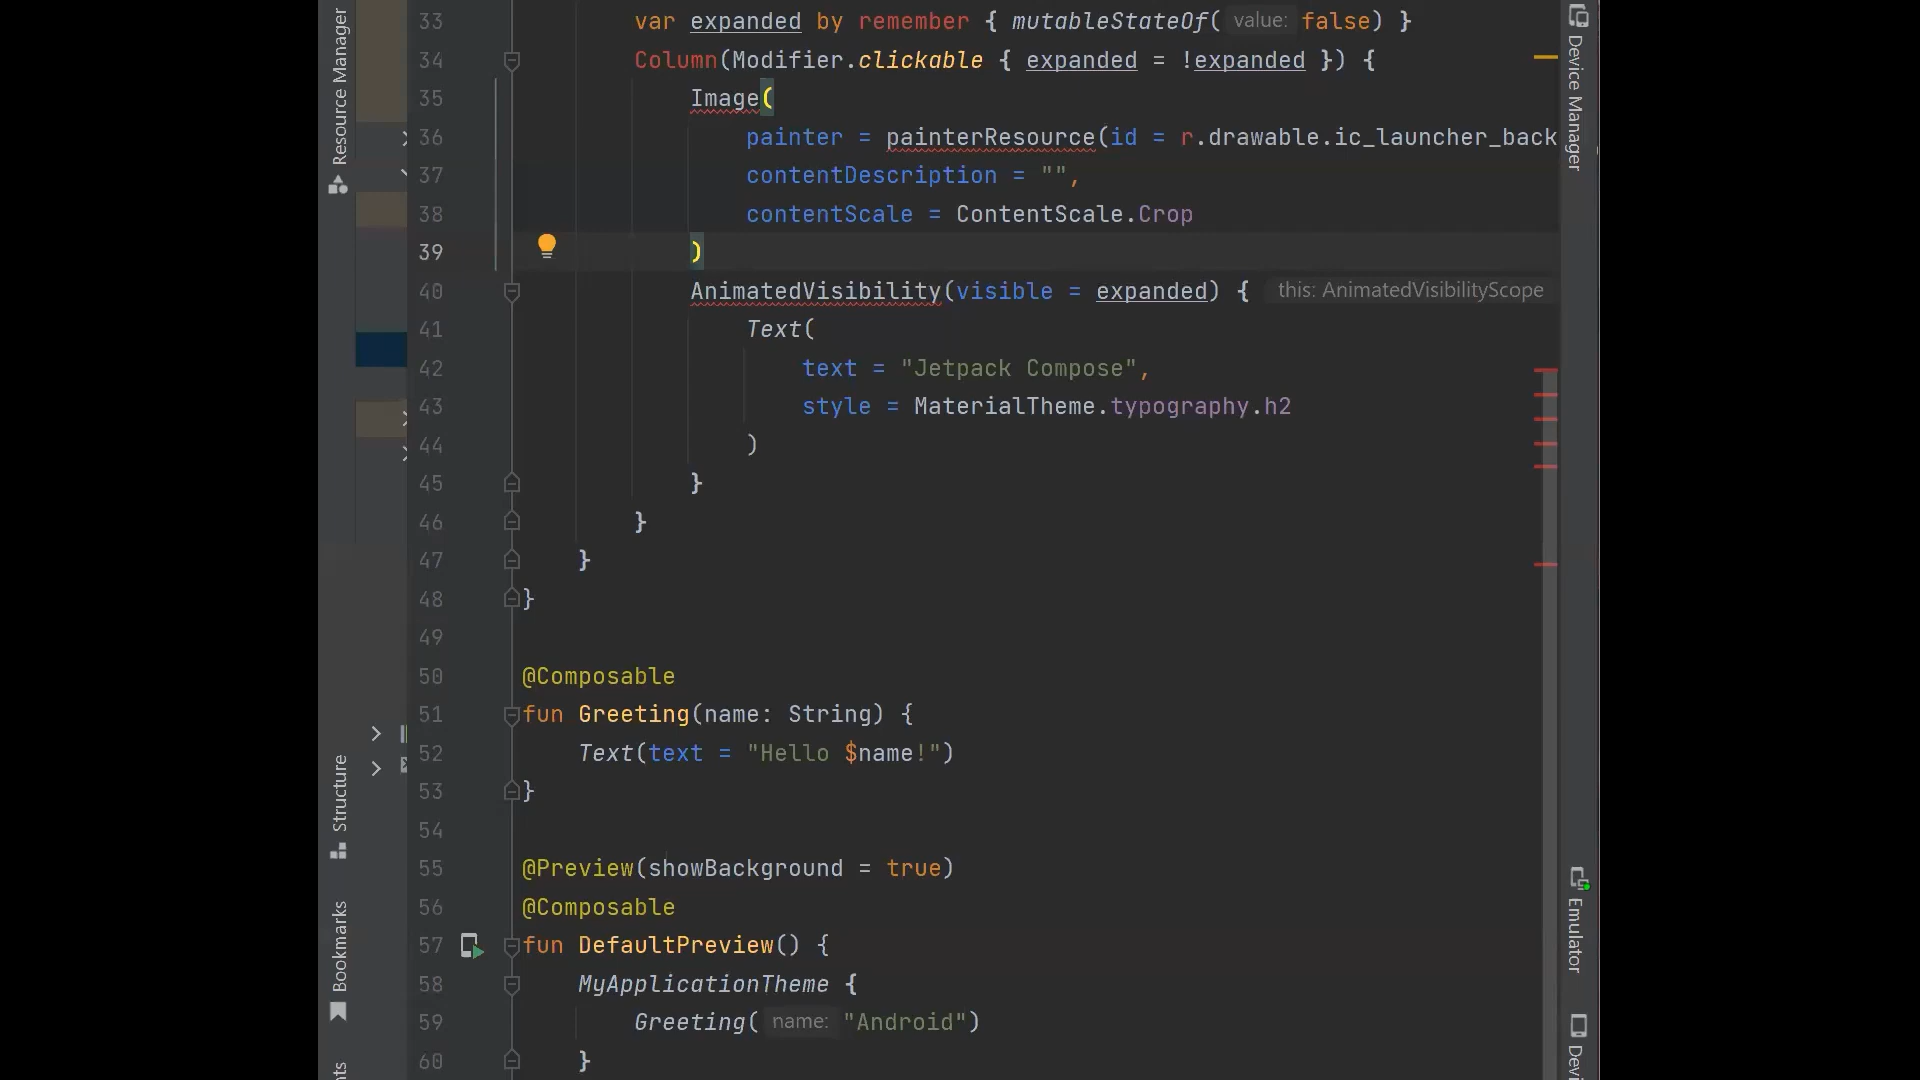 Resource Manager
Structure
Bookmarks
33 var expanded by remember { mutableStateOf( value: false) }
34 Column(Modifier.clickable { expanded = !expanded }) {
35 Image(
36 painter = painterResource(id = r.drawable.ic_launcher_back
37 contentDescription = "",
38 contentScale = ContentScale.Crop
39 )
40 AnimatedVisibility(visible = expanded) { this: AnimatedVisibilityScope
41 Text(
42 text = "Jetpack Compose",
43 style = MaterialTheme.typography.h2
44 )
45 }
46 }
47 }
48 }
49
50 @Composable
51 fun Greeting(name: String) {
52 Text(text = "Hello $name!")
53 }
54
55 @Preview(showBackground = true)
56 @Composable
57 fun DefaultPreview() {
58 MyApplicationTheme {
59 Greeting( name: "Android")
60 }
Device Manager
Emulator